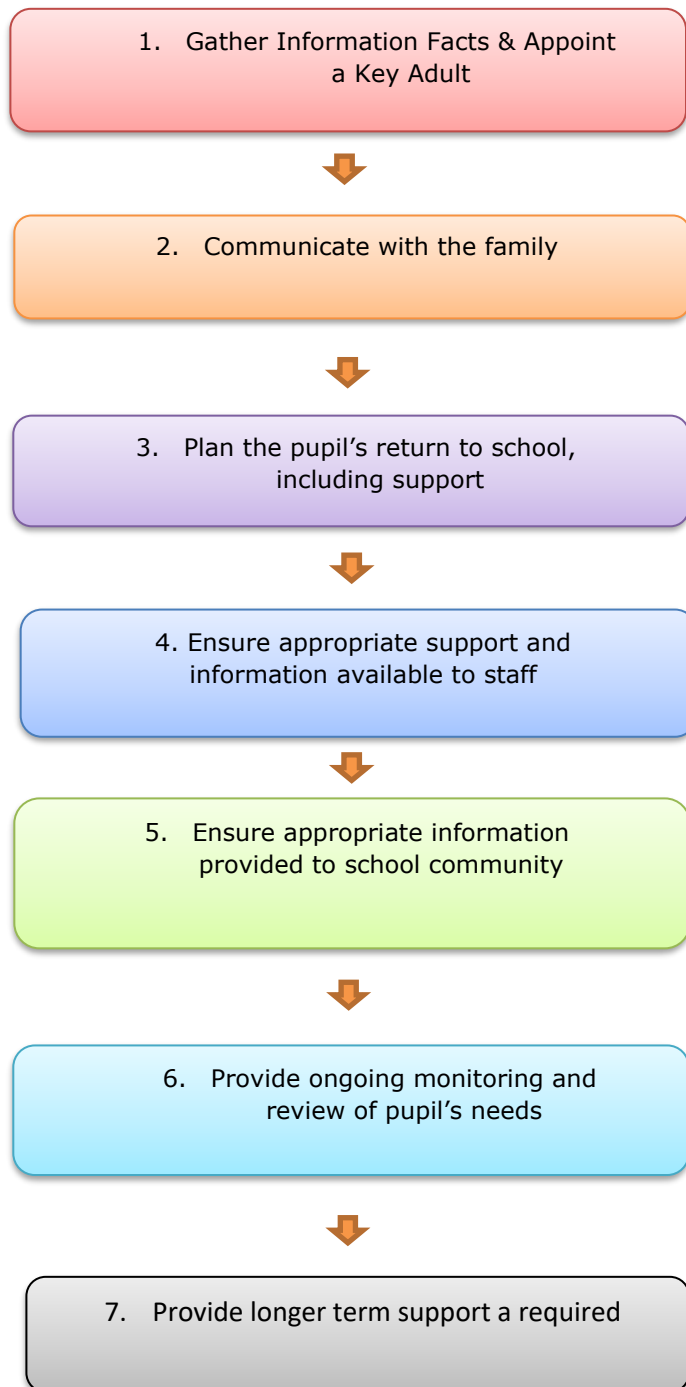 1. Gather Information Facts & Appoint
a Key Adult
2. Communicate with the family
3. Plan the pupil’s return to school,
including support
4. Ensure appropriate support and
information available to staff
5. Ensure appropriate information
provided to school community
6. Provide ongoing monitoring and
review of pupil’s needs
7. Provide longer term support a required